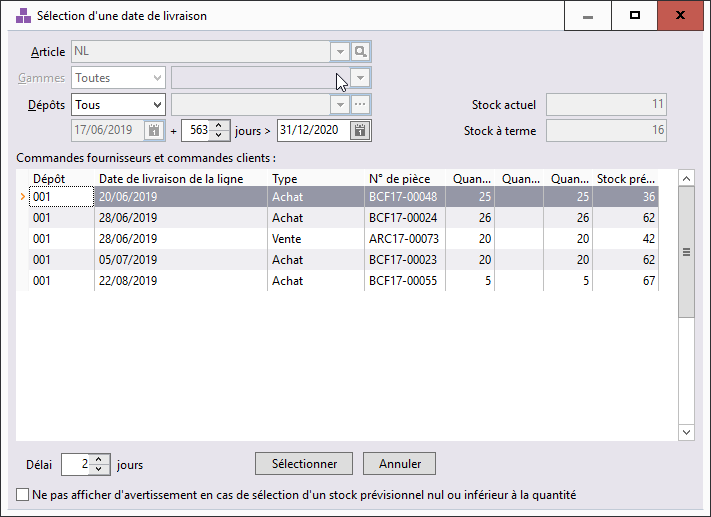 Sélection d'une date de livraison
Article NL
Gammes Toutes
Dépôts Tous Stock actuel 11
17/06/2019 + 563 jours > 31/12/2020 Stock à terme 16
Commandes fournisseurs et commandes clients :
Dépôt Date de livraison de la ligne Type N° de pièce Quan... Quan... Quan... Stock pré...
001 20/06/2019 Achat BCF17-00048 25 25 36
001 28/06/2019 Achat BCF17-00024 26 26 62
001 28/06/2019 Vente ARC17-00073 20 20 42
001 05/07/2019 Achat BCF17-00023 20 20 62
001 22/08/2019 Achat BCF17-00055 5 5 67
Délai 2 jours Sélectionner Annuler
Ne pas afficher d'avertissement en cas de sélection d'un stock prévisionnel nul ou inférieur à la quantité